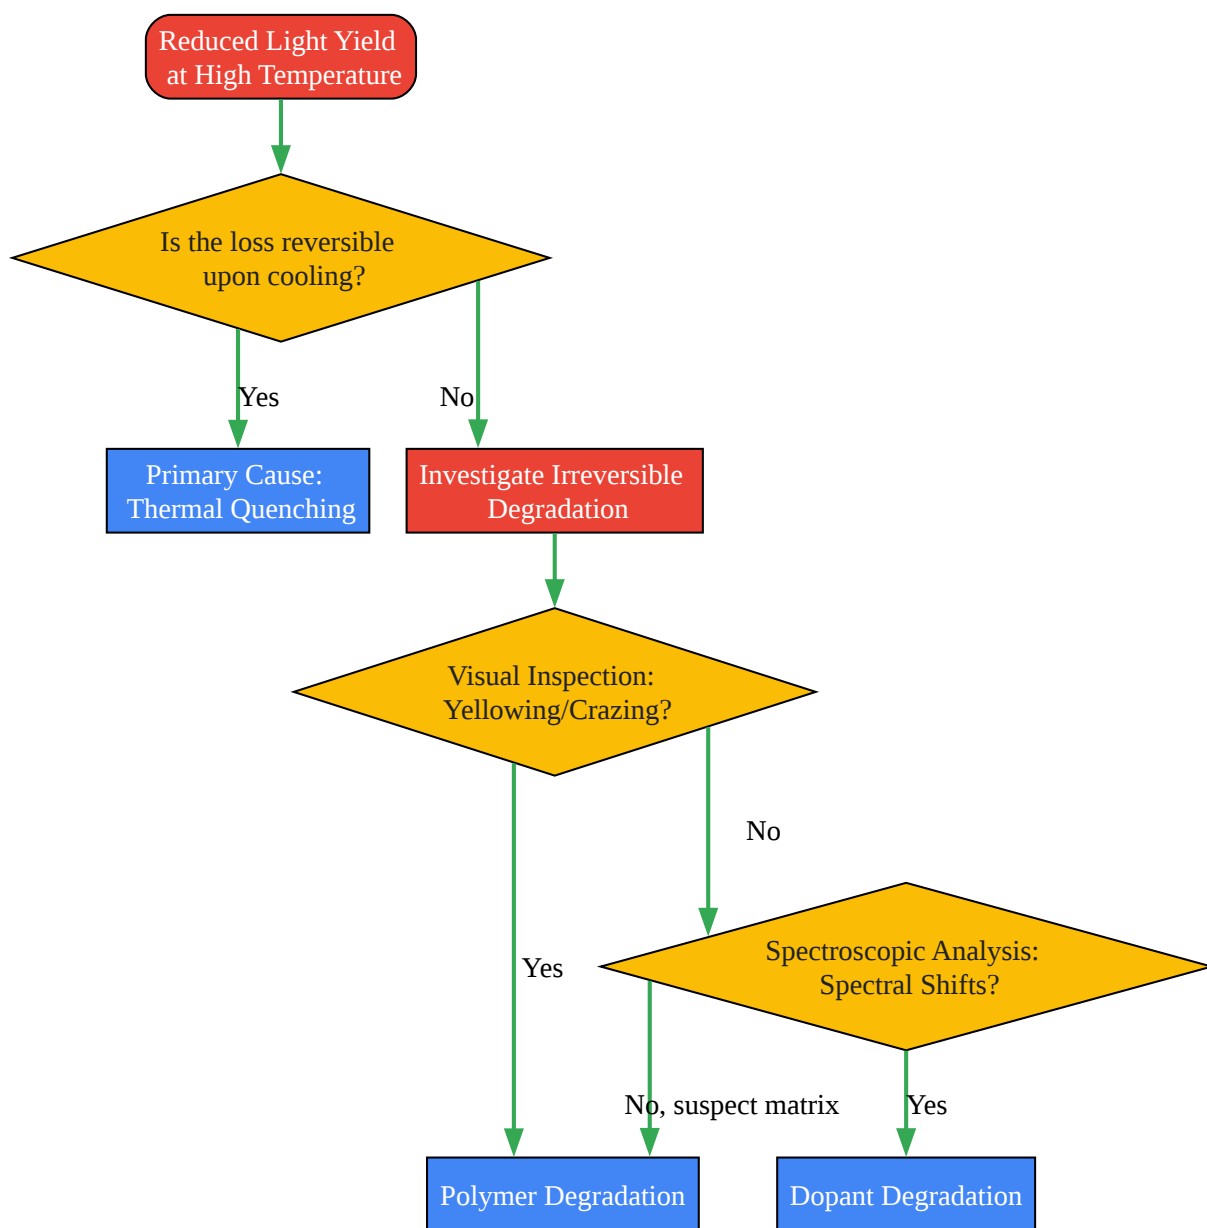 Reduced Light Yield
at High Temperature
Is the loss reversible
upon cooling?
Yes
No
Primary Cause:
Thermal Quenching
Investigate Irreversible
Degradation
Visual Inspection:
Yellowing/Crazing?
No
Spectroscopic Analysis:
Spectral Shifts?
Yes
No, suspect matrix
Yes
Polymer Degradation
Dopant Degradation